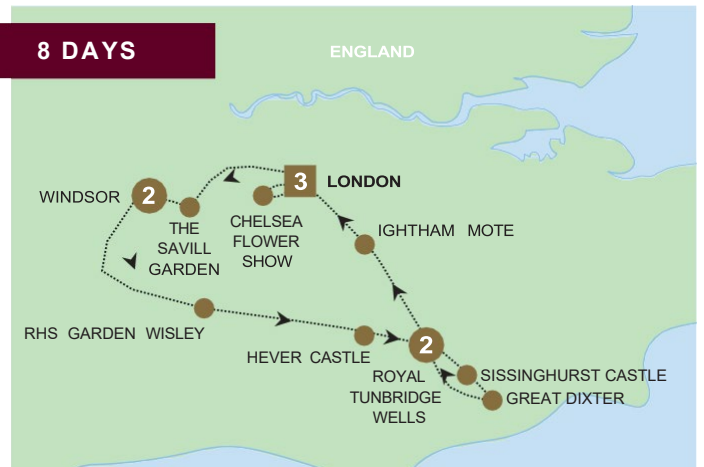 8 DAYS
ENGLAND
3 LONDON
WINDSOR 2
THE
SAVILL
GARDEN
CHELSEA
FLOWER
SHOW
IGHTHAM MOTE
RHS GARDEN WISLEY
HEVER CASTLE
2
ROYAL
TUNBRIDGE
WELLS
SISSINGHURST CASTLE
GREAT DIXTER